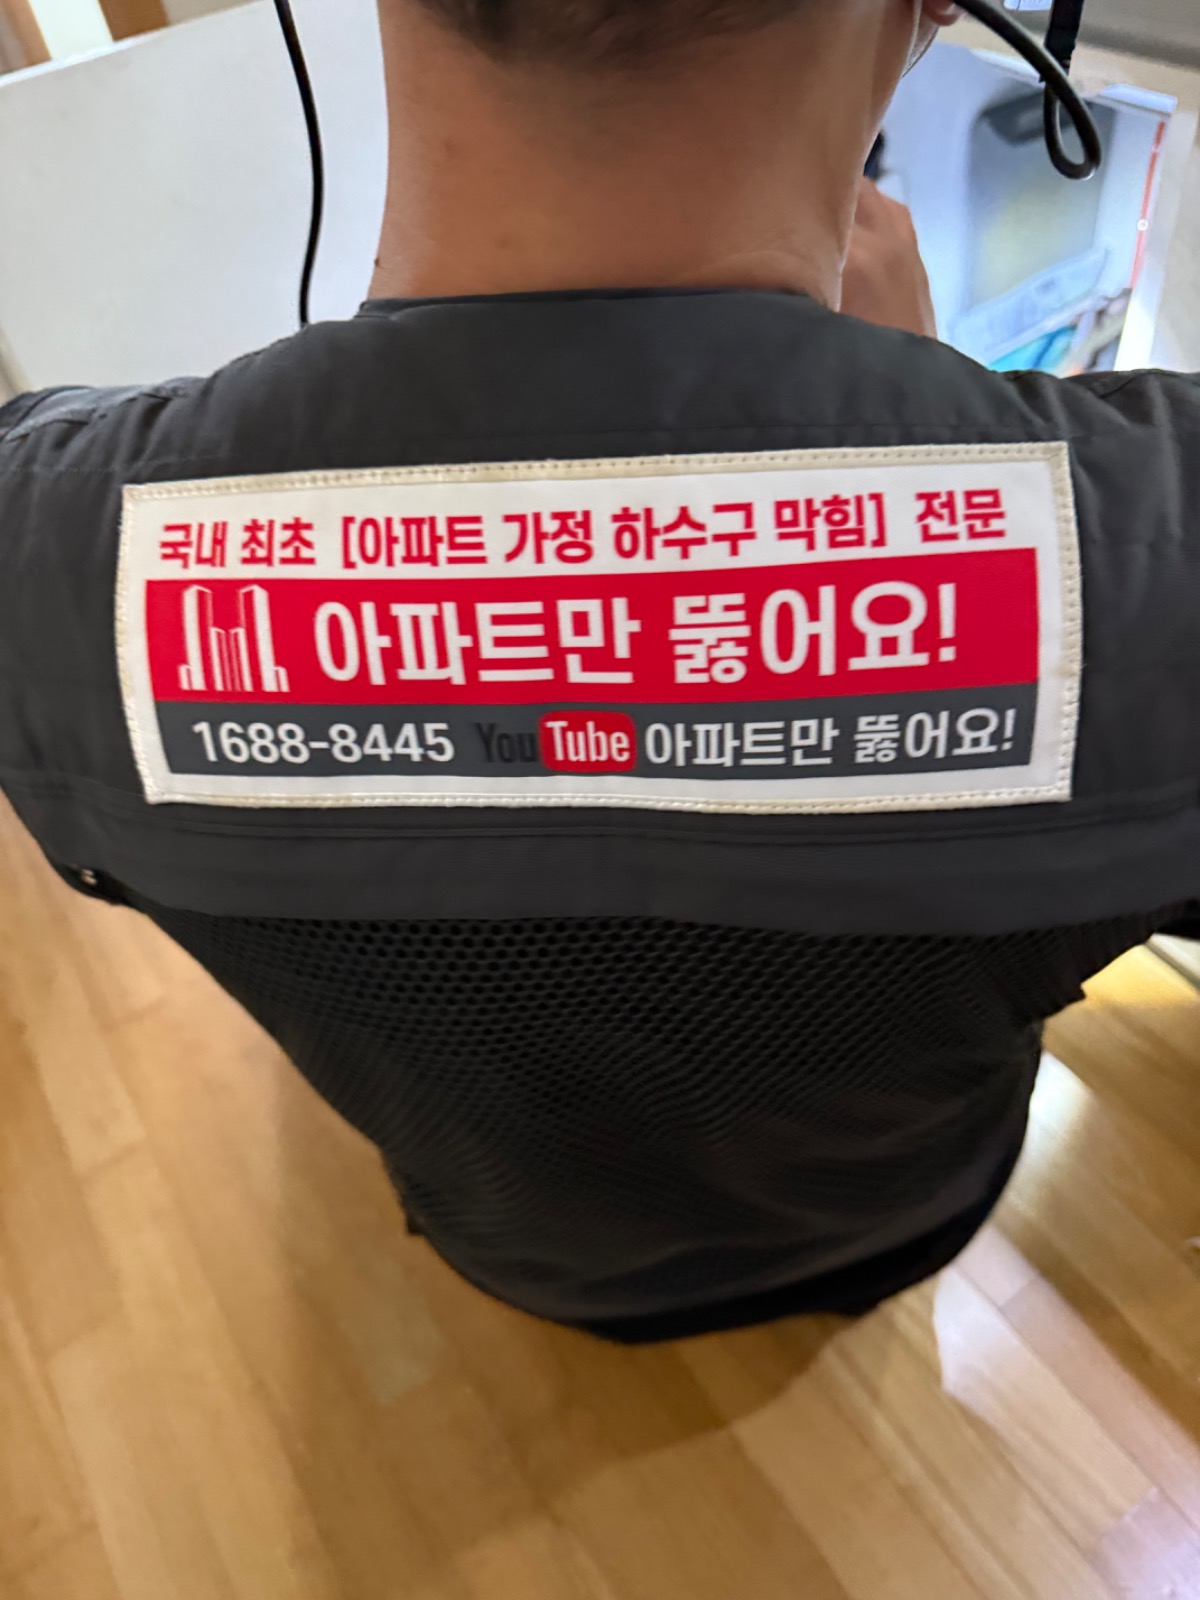 국내 최초 [아파트 가정 하수구 막힘] 전문
아파트만 뚫어요!
1688-8445 YouTube 아파트만 뚫어요!